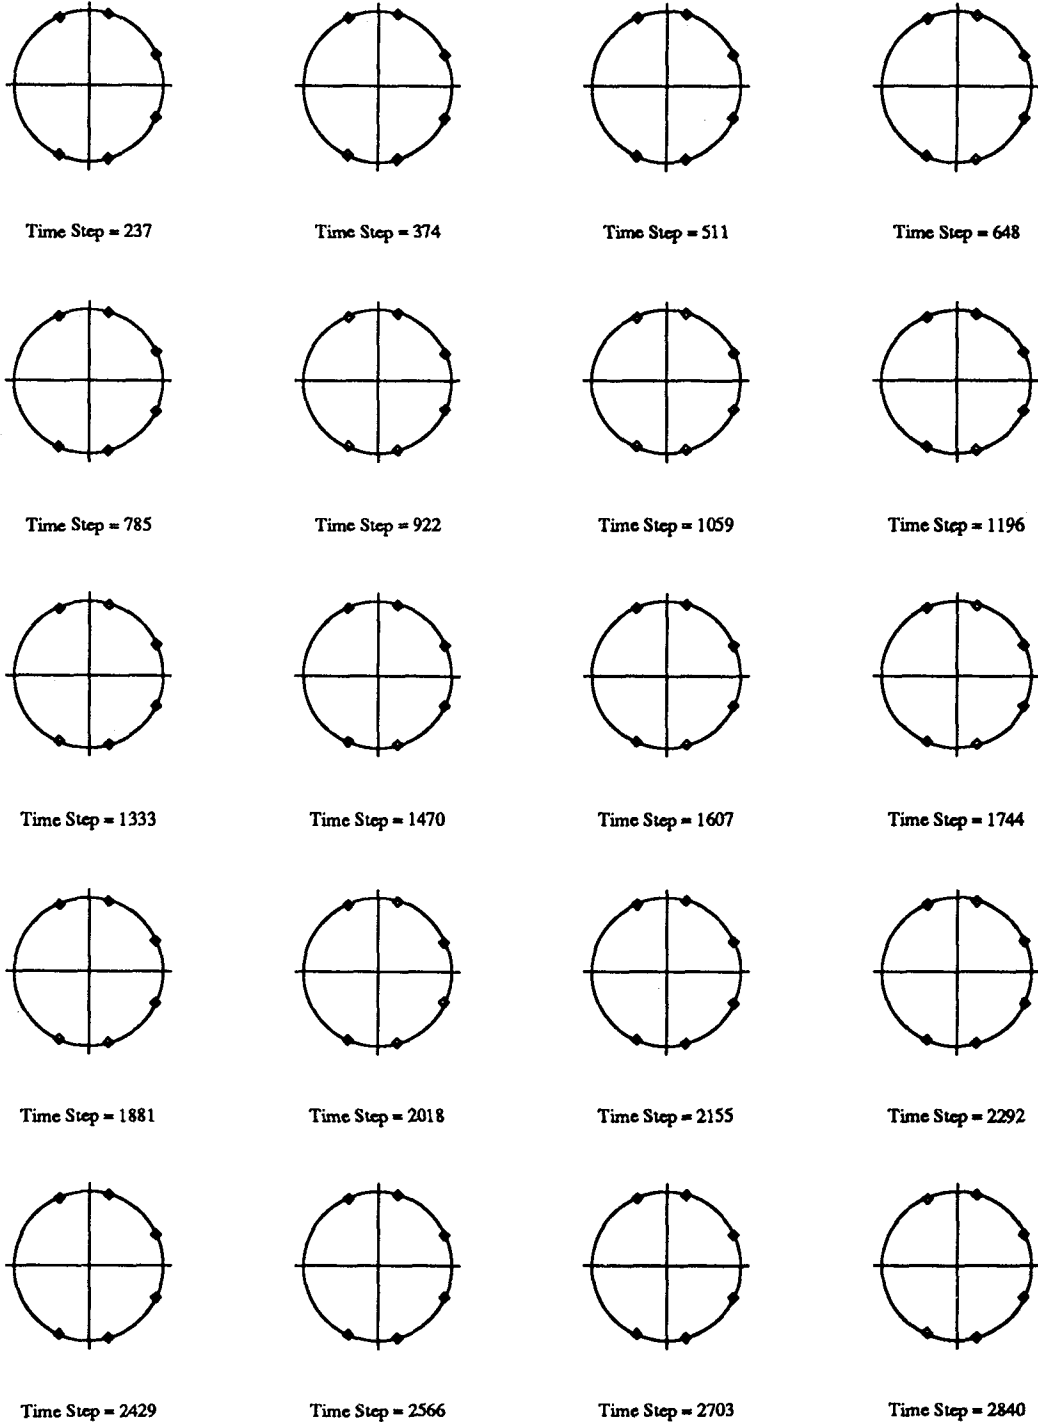 Time Step = 237
Time Step = 374
Time Step = 511
Time Step = 648
Time Step = 785
Time Step = 922
Time Step = 1059
Time Step = 1196
Time Step = 1333
Time Step = 1470
Time Step = 1607
Time Step = 1744
Time Step = 1881
Time Step = 2018
Time Step = 2155
Time Step = 2292
Time Step = 2429
Time Step = 2566
Time Step = 2703
Time Step = 2840